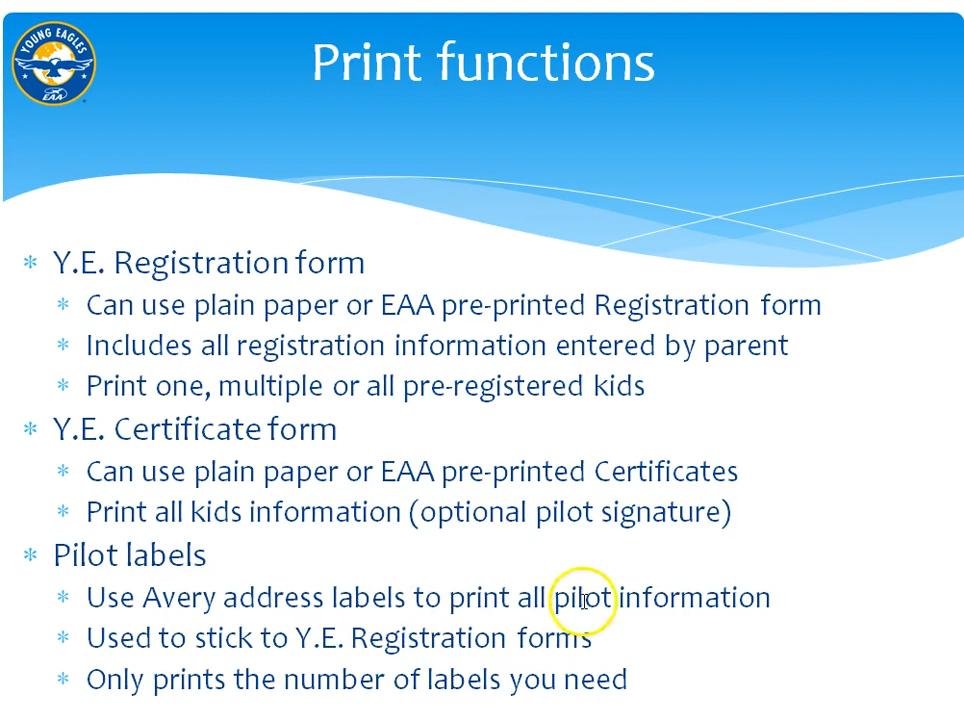 YOUNG EAGLES
EAA
Print functions
* Y.E. Registration form
* Can use plain paper or EAA pre-printed Registration form
* Includes all registration information entered by parent
* Print one, multiple or all pre-registered kids
* Y.E. Certificate form
* Can use plain paper or EAA pre-printed Certificates
* Print all kids information (optional pilot signature)
* Pilot labels
* Use Avery address labels to print all pilot information
* Used to stick to Y.E. Registration forms
* Only prints the number of labels you need